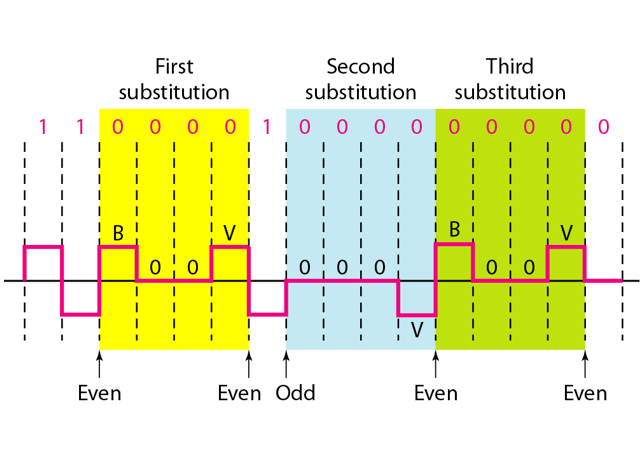 First substitution
Second substitution
Third substitution
1 1 0 0 0 0 1 0 0 0 0 0 0 0 0 0
B V B V
0 0 0 0 0 0 0
V
Even Even Odd Even Even